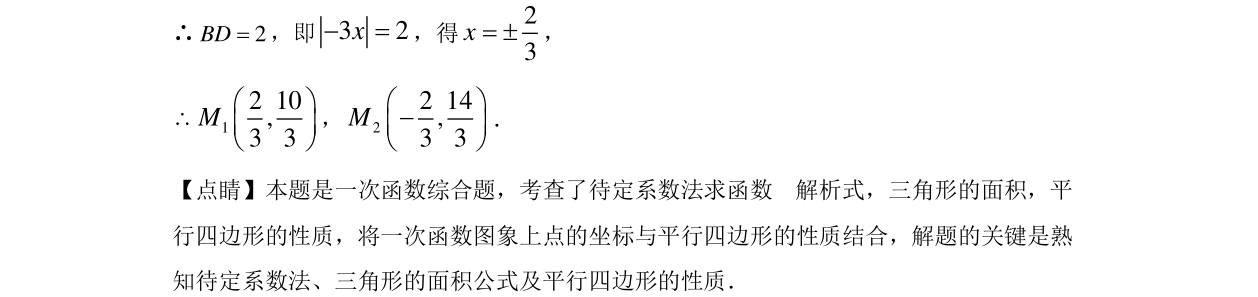 ∴ BD = 2，即|−3x| = 2，得 x = ±2/3，
∴ M₁(2/3, 10/3)，M₂(−2/3, 14/3)．
【点睛】本题是一次函数综合题，考查了待定系数法求函数 解析式，三角形的面积，平
行四边形的性质，将一次函数图象上点的坐标与平行四边形的性质结合，解题的关键是熟
知待定系数法、三角形的面积公式及平行四边形的性质．